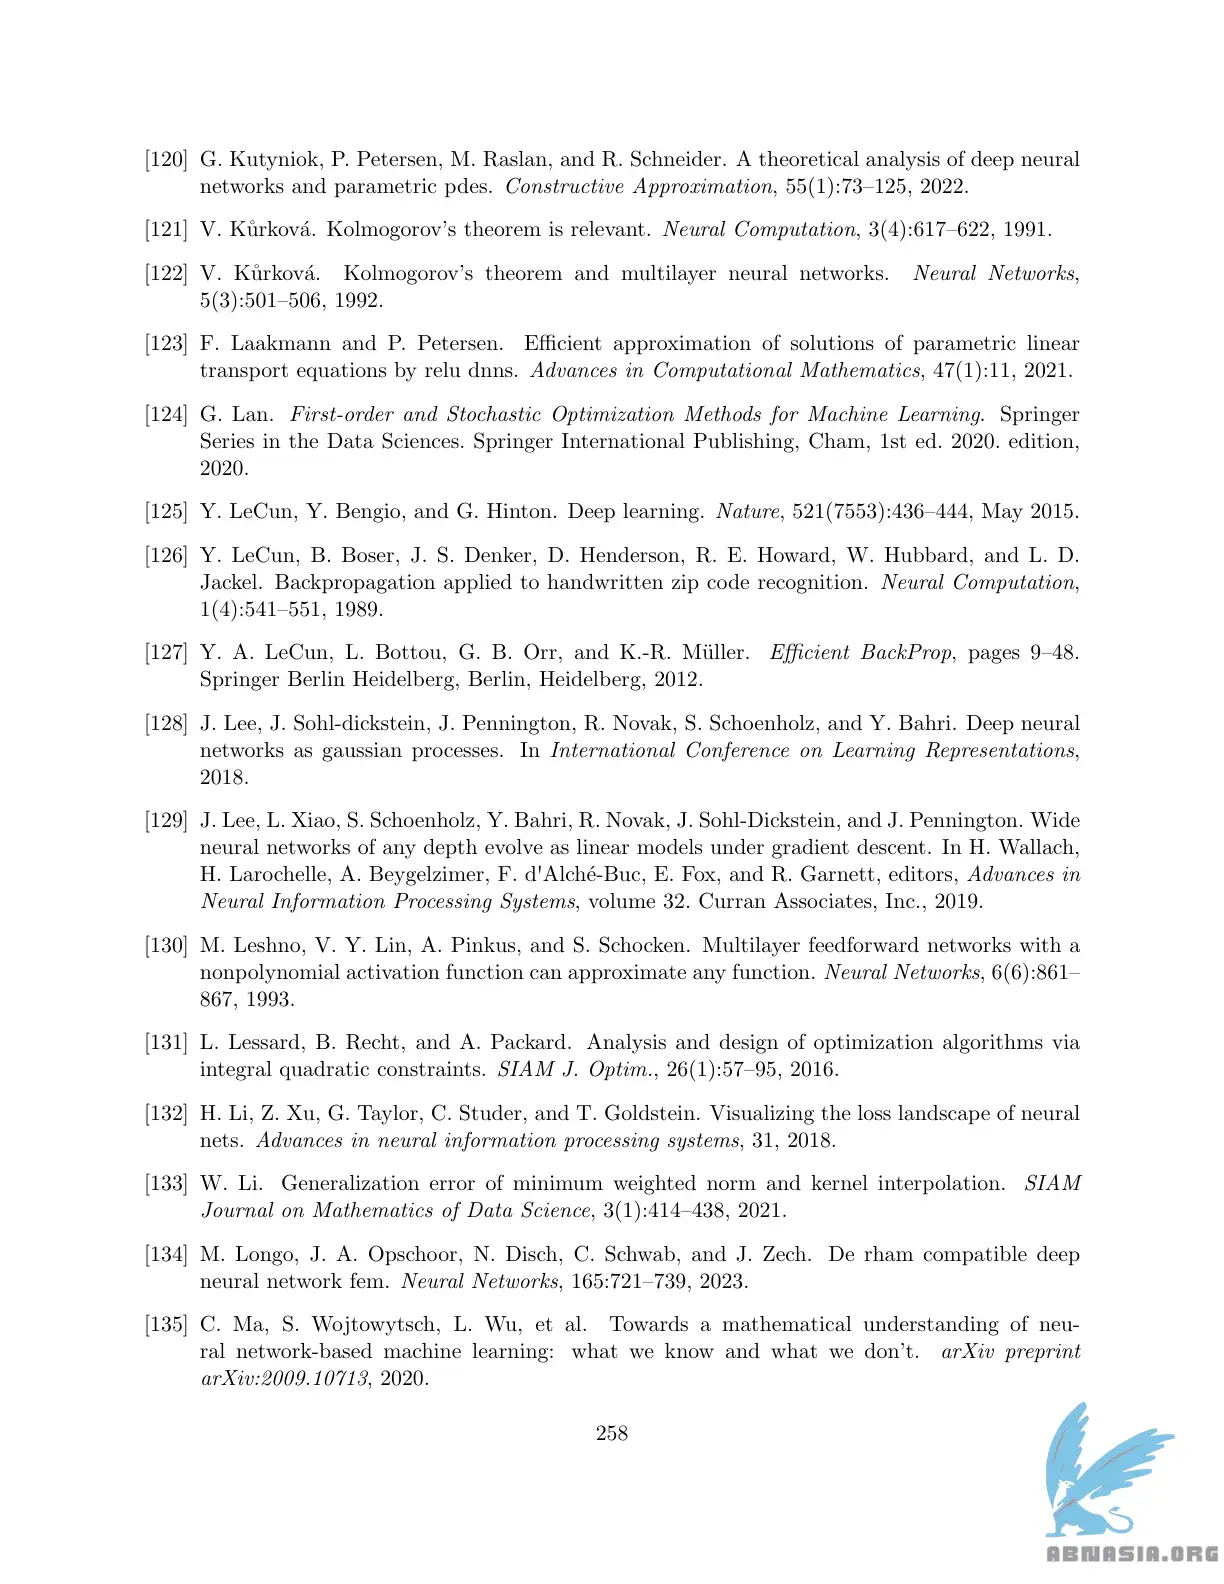 [120] G. Kutyniok, P. Petersen, M. Raslan, and R. Schneider. A theoretical analysis of deep neural
networks and parametric pdes. Constructive Approximation, 55(1):73–125, 2022.
[121] V. Kůrková. Kolmogorov’s theorem is relevant. Neural Computation, 3(4):617–622, 1991.
[122] V. Kůrková. Kolmogorov’s theorem and multilayer neural networks. Neural Networks,
5(3):501–506, 1992.
[123] F. Laakmann and P. Petersen. Efficient approximation of solutions of parametric linear
transport equations by relu dnns. Advances in Computational Mathematics, 47(1):11, 2021.
[124] G. Lan. First-order and Stochastic Optimization Methods for Machine Learning. Springer
Series in the Data Sciences. Springer International Publishing, Cham, 1st ed. 2020. edition,
2020.
[125] Y. LeCun, Y. Bengio, and G. Hinton. Deep learning. Nature, 521(7553):436–444, May 2015.
[126] Y. LeCun, B. Boser, J. S. Denker, D. Henderson, R. E. Howard, W. Hubbard, and L. D.
Jackel. Backpropagation applied to handwritten zip code recognition. Neural Computation,
1(4):541–551, 1989.
[127] Y. A. LeCun, L. Bottou, G. B. Orr, and K.-R. Müller. Efficient BackProp, pages 9–48.
Springer Berlin Heidelberg, Berlin, Heidelberg, 2012.
[128] J. Lee, J. Sohl-dickstein, J. Pennington, R. Novak, S. Schoenholz, and Y. Bahri. Deep neural
networks as gaussian processes. In International Conference on Learning Representations,
2018.
[129] J. Lee, L. Xiao, S. Schoenholz, Y. Bahri, R. Novak, J. Sohl-Dickstein, and J. Pennington. Wide
neural networks of any depth evolve as linear models under gradient descent. In H. Wallach,
H. Larochelle, A. Beygelzimer, F. d'Alché-Buc, E. Fox, and R. Garnett, editors, Advances in
Neural Information Processing Systems, volume 32. Curran Associates, Inc., 2019.
[130] M. Leshno, V. Y. Lin, A. Pinkus, and S. Schocken. Multilayer feedforward networks with a
nonpolynomial activation function can approximate any function. Neural Networks, 6(6):861–
867, 1993.
[131] L. Lessard, B. Recht, and A. Packard. Analysis and design of optimization algorithms via
integral quadratic constraints. SIAM J. Optim., 26(1):57–95, 2016.
[132] H. Li, Z. Xu, G. Taylor, C. Studer, and T. Goldstein. Visualizing the loss landscape of neural
nets. Advances in neural information processing systems, 31, 2018.
[133] W. Li. Generalization error of minimum weighted norm and kernel interpolation. SIAM
Journal on Mathematics of Data Science, 3(1):414–438, 2021.
[134] M. Longo, J. A. Opschoor, N. Disch, C. Schwab, and J. Zech. De rham compatible deep
neural network fem. Neural Networks, 165:721–739, 2023.
[135] C. Ma, S. Wojtowytsch, L. Wu, et al. Towards a mathematical understanding of neu-
ral network-based machine learning: what we know and what we don’t. arXiv preprint
arXiv:2009.10713, 2020.
258
ABNASIA.ORG